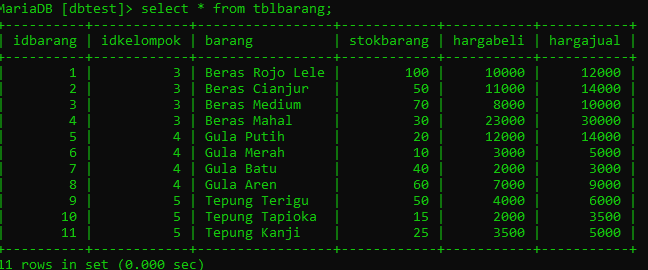 MariaDB [dbtest]> select * from tblbarang;
+----------+------------+-----------------+------------+-----------+-----------+
| idbarang | idkelompok | barang          | stokbarang | hargabeli | hargajual |
+----------+------------+-----------------+------------+-----------+-----------+
|        1 |          3 | Beras Rojo Lele |        100 |     10000 |     12000 |
|        2 |          3 | Beras Cianjur   |         50 |     11000 |     14000 |
|        3 |          3 | Beras Medium    |         70 |      8000 |     10000 |
|        4 |          3 | Beras Mahal     |         30 |     23000 |     30000 |
|        5 |          4 | Gula Putih      |         20 |     12000 |     14000 |
|        6 |          4 | Gula Merah      |         10 |      3000 |      5000 |
|        7 |          4 | Gula Batu       |         40 |      2000 |      3000 |
|        8 |          4 | Gula Aren       |         60 |      7000 |      9000 |
|        9 |          5 | Tepung Terigu   |         50 |      4000 |      6000 |
|       10 |          5 | Tepung Tapioka  |         15 |      2000 |      3500 |
|       11 |          5 | Tepung Kanji    |         25 |      3500 |      5000 |
+----------+------------+-----------------+------------+-----------+-----------+
11 rows in set (0.000 sec)